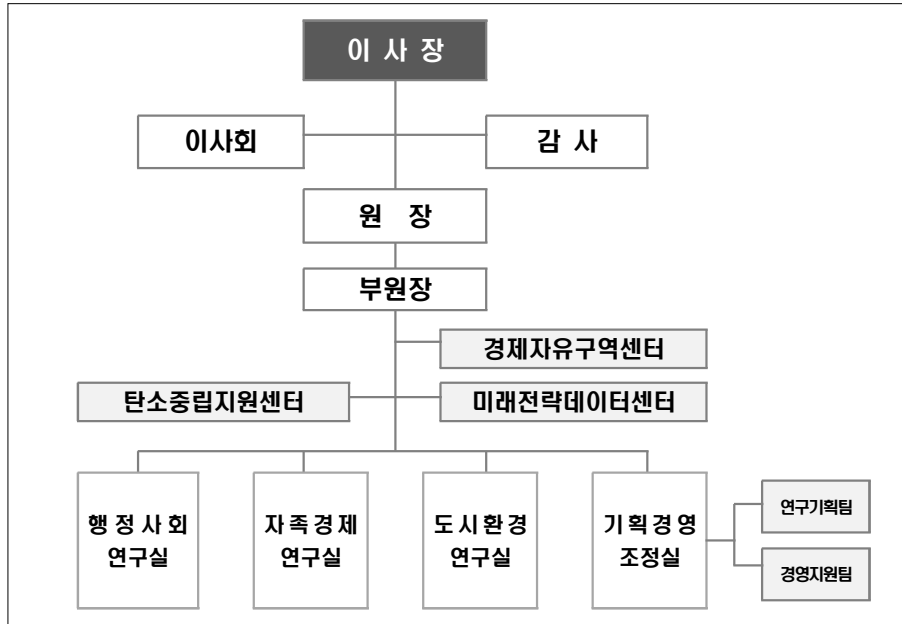 이 사 장
이사회
감 사
원 장
부원장
경제자유구역센터
탄소중립지원센터
미래전략데이터센터
행정사회
연구실
자족경제
연구실
도시환경
연구실
기획경영
조정실
연구기획팀
경영지원팀